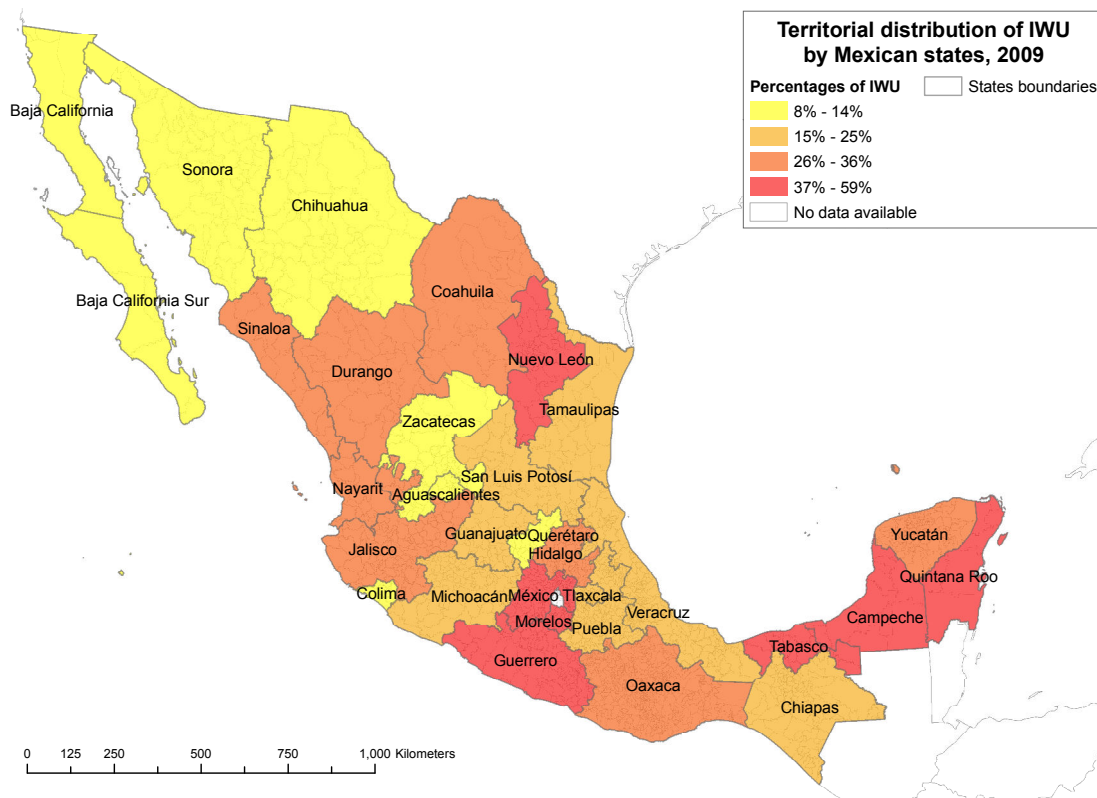 Territorial distribution of IWU
by Mexican states, 2009
Percentages of IWU
States boundaries
8% - 14%
15% - 25%
26% - 36%
37% - 59%
No data available
Baja California
Sonora
Chihuahua
Baja California Sur
Coahuila
Sinaloa
Nuevo León
Durango
Tamaulipas
Zacatecas
San Luis Potosí
Nayarit
Aguascalientes
Guanajuato
Querétaro
Hidalgo
Jalisco
Yucatán
Quintana Roo
Colima
Michoacán
México
Tlaxcala
Veracruz
Morelos
Puebla
Campeche
Tabasco
Guerrero
Oaxaca
Chiapas
0 125 250 500 750 1,000 Kilometers